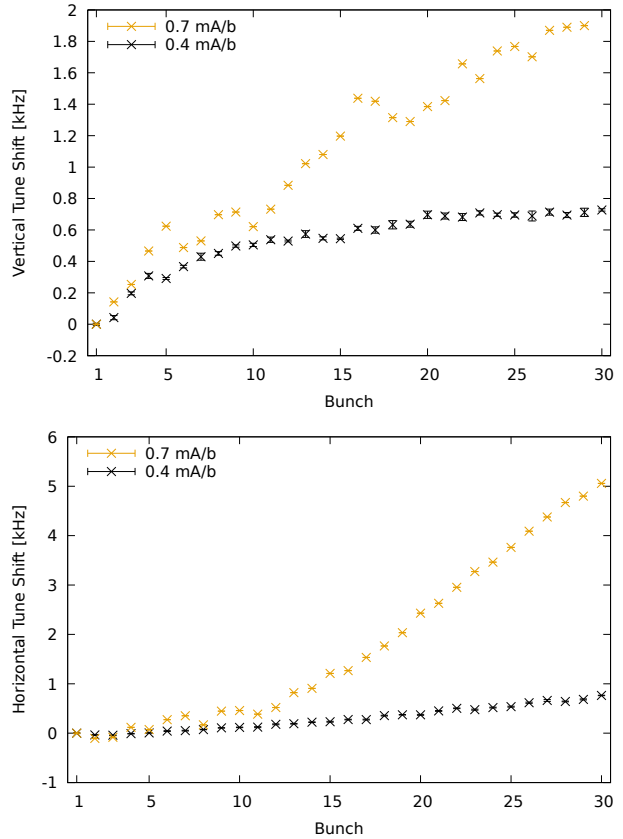 2
1.8
1.6
1.4
1.2
1
0.8
0.6
0.4
0.2
0
-0.2
Vertical Tune Shift [kHz]
0.7 mA/b
0.4 mA/b
1 5 10 15 20 25 30
Bunch
6
5
4
3
2
1
0
-1
Horizontal Tune Shift [kHz]
0.7 mA/b
0.4 mA/b
1 5 10 15 20 25 30
Bunch